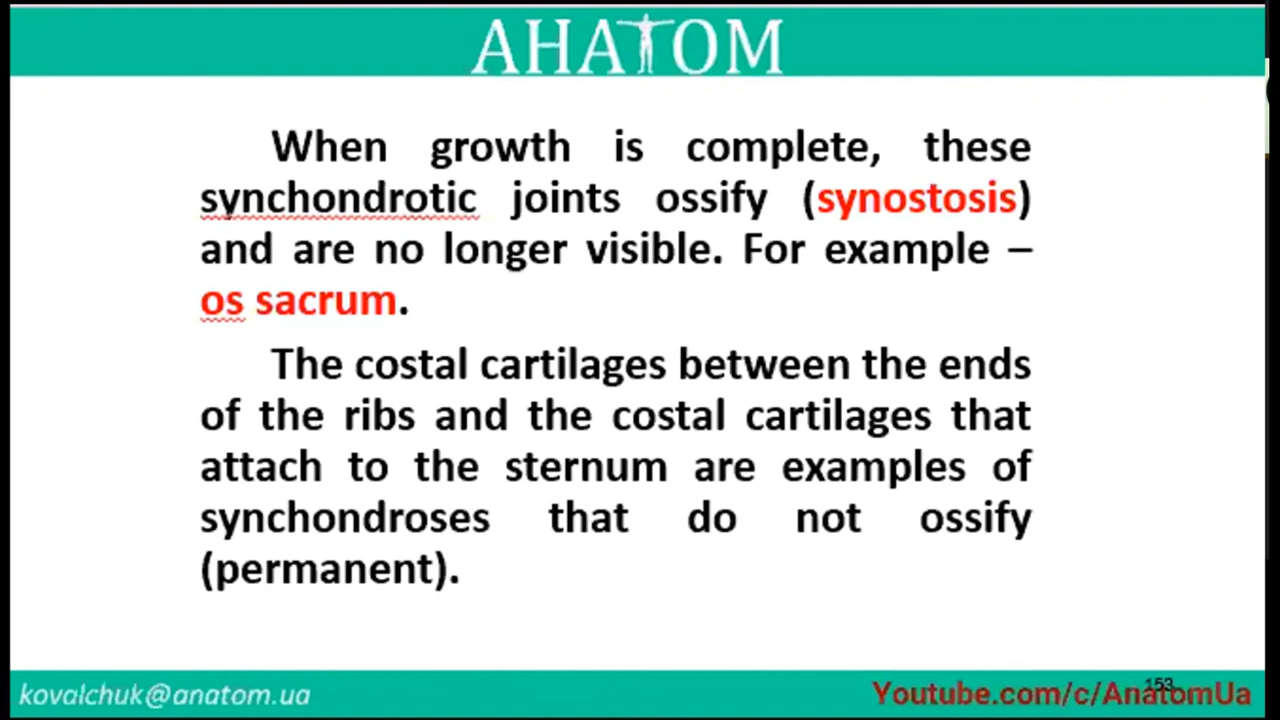 АНАТОМ
When growth is complete, these
synchondrotic joints ossify (synostosis)
and are no longer visible. For example –
os sacrum.
The costal cartilages between the ends
of the ribs and the costal cartilages that
attach to the sternum are examples of
synchondroses that do not ossify
(permanent).
kovalchuk@anatom.ua
153
Youtube.com/c/AnatomUa